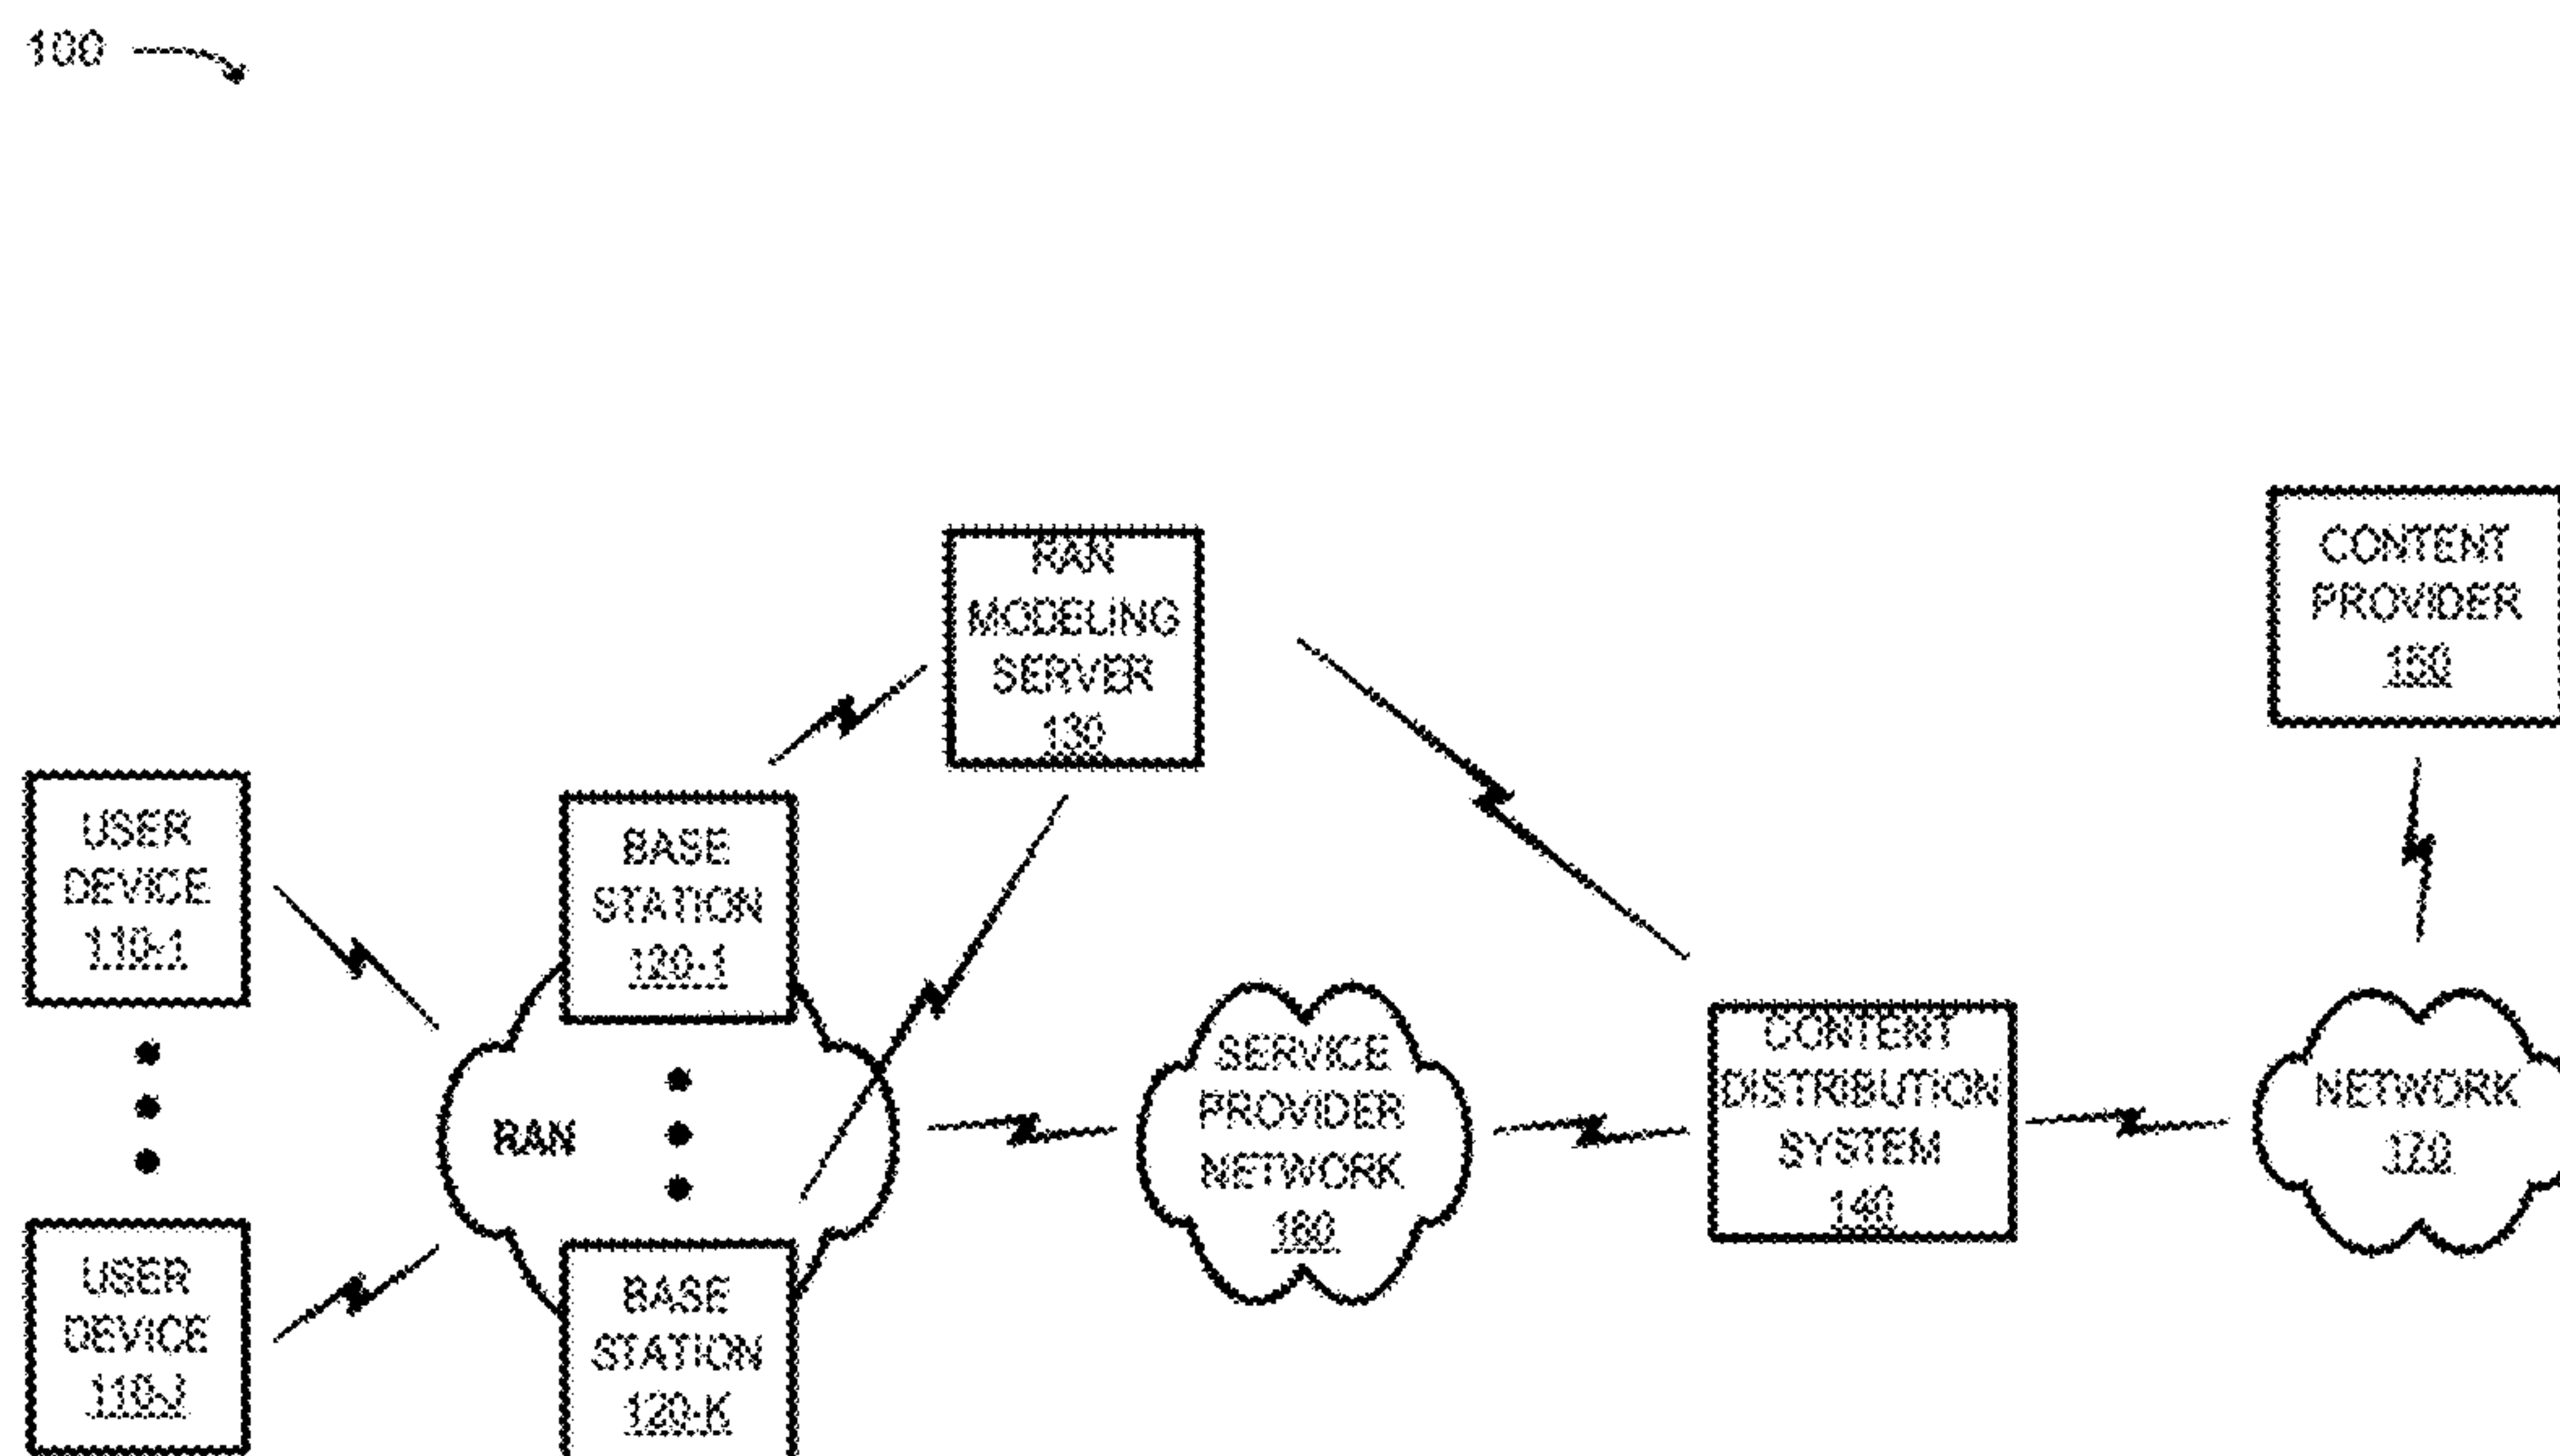 100
RAN
MODELING
SERVER
130
CONTENT
PROVIDER
150
USER
DEVICE
110-1
BASE
STATION
120-1
RAN
SERVICE
PROVIDER
NETWORK
160
CONTENT
DISTRIBUTION
SYSTEM
140
NETWORK
170
USER
DEVICE
110-J
BASE
STATION
120-K